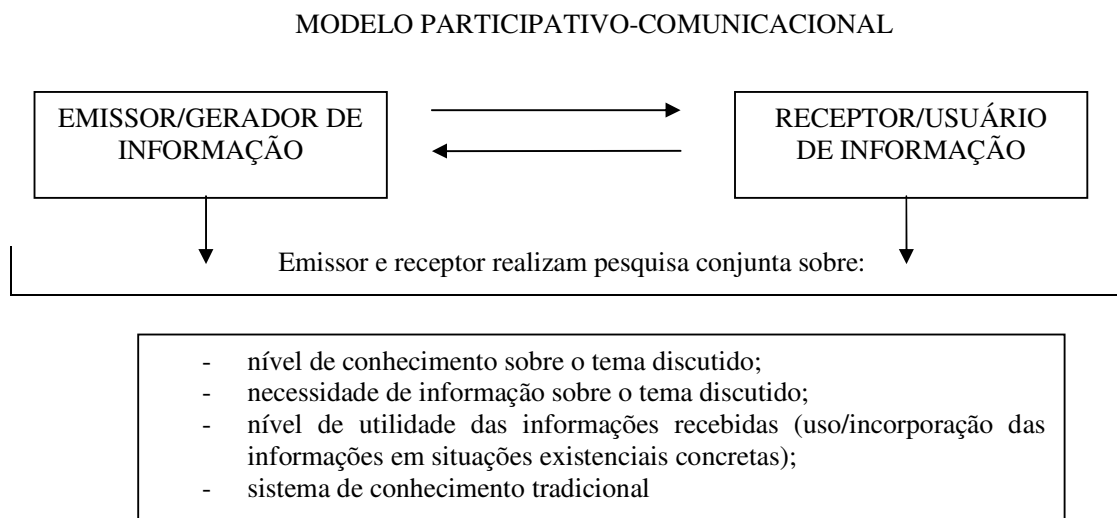 MODELO PARTICIPATIVO-COMUNICACIONAL
EMISSOR/GERADOR DE
INFORMAÇÃO
RECEPTOR/USUÁRIO
DE INFORMAÇÃO
Emissor e receptor realizam pesquisa conjunta sobre:
- nível de conhecimento sobre o tema discutido;
- necessidade de informação sobre o tema discutido;
- nível de utilidade das informações recebidas (uso/incorporação das
informações em situações existenciais concretas);
- sistema de conhecimento tradicional